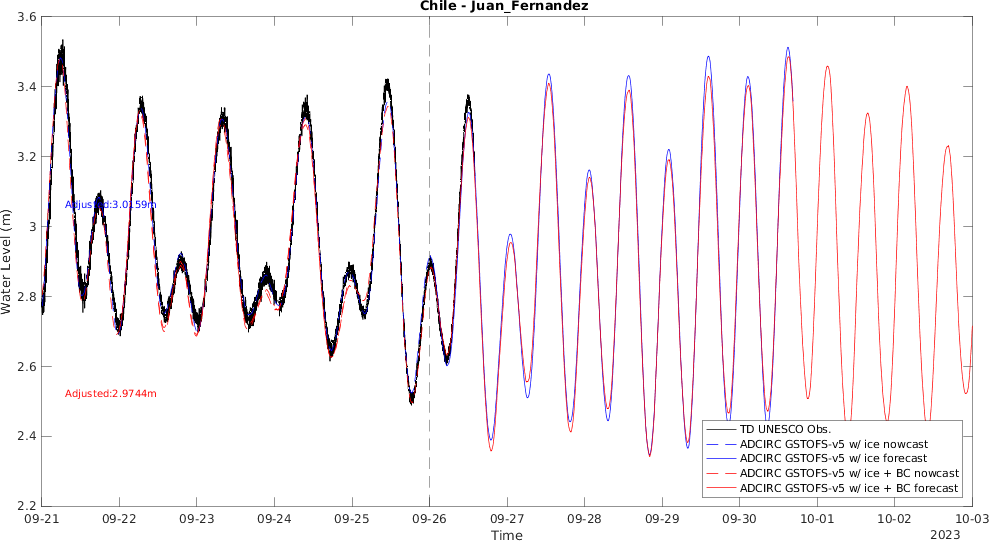 Chile - Juan_Fernandez
3.6
3.4
3.2
3
2.8
2.6
2.4
2.2
Water Level (m)
Adjusted:3.0159m
Adjusted:2.9744m
TD UNESCO Obs.
ADCIRC GSTOFS-v5 w/ ice nowcast
ADCIRC GSTOFS-v5 w/ ice forecast
ADCIRC GSTOFS-v5 w/ ice + BC nowcast
ADCIRC GSTOFS-v5 w/ ice + BC forecast
09-21 09-22 09-23 09-24 09-25 09-26 09-27 09-28 09-29 09-30 10-01 10-02 10-03
Time
2023